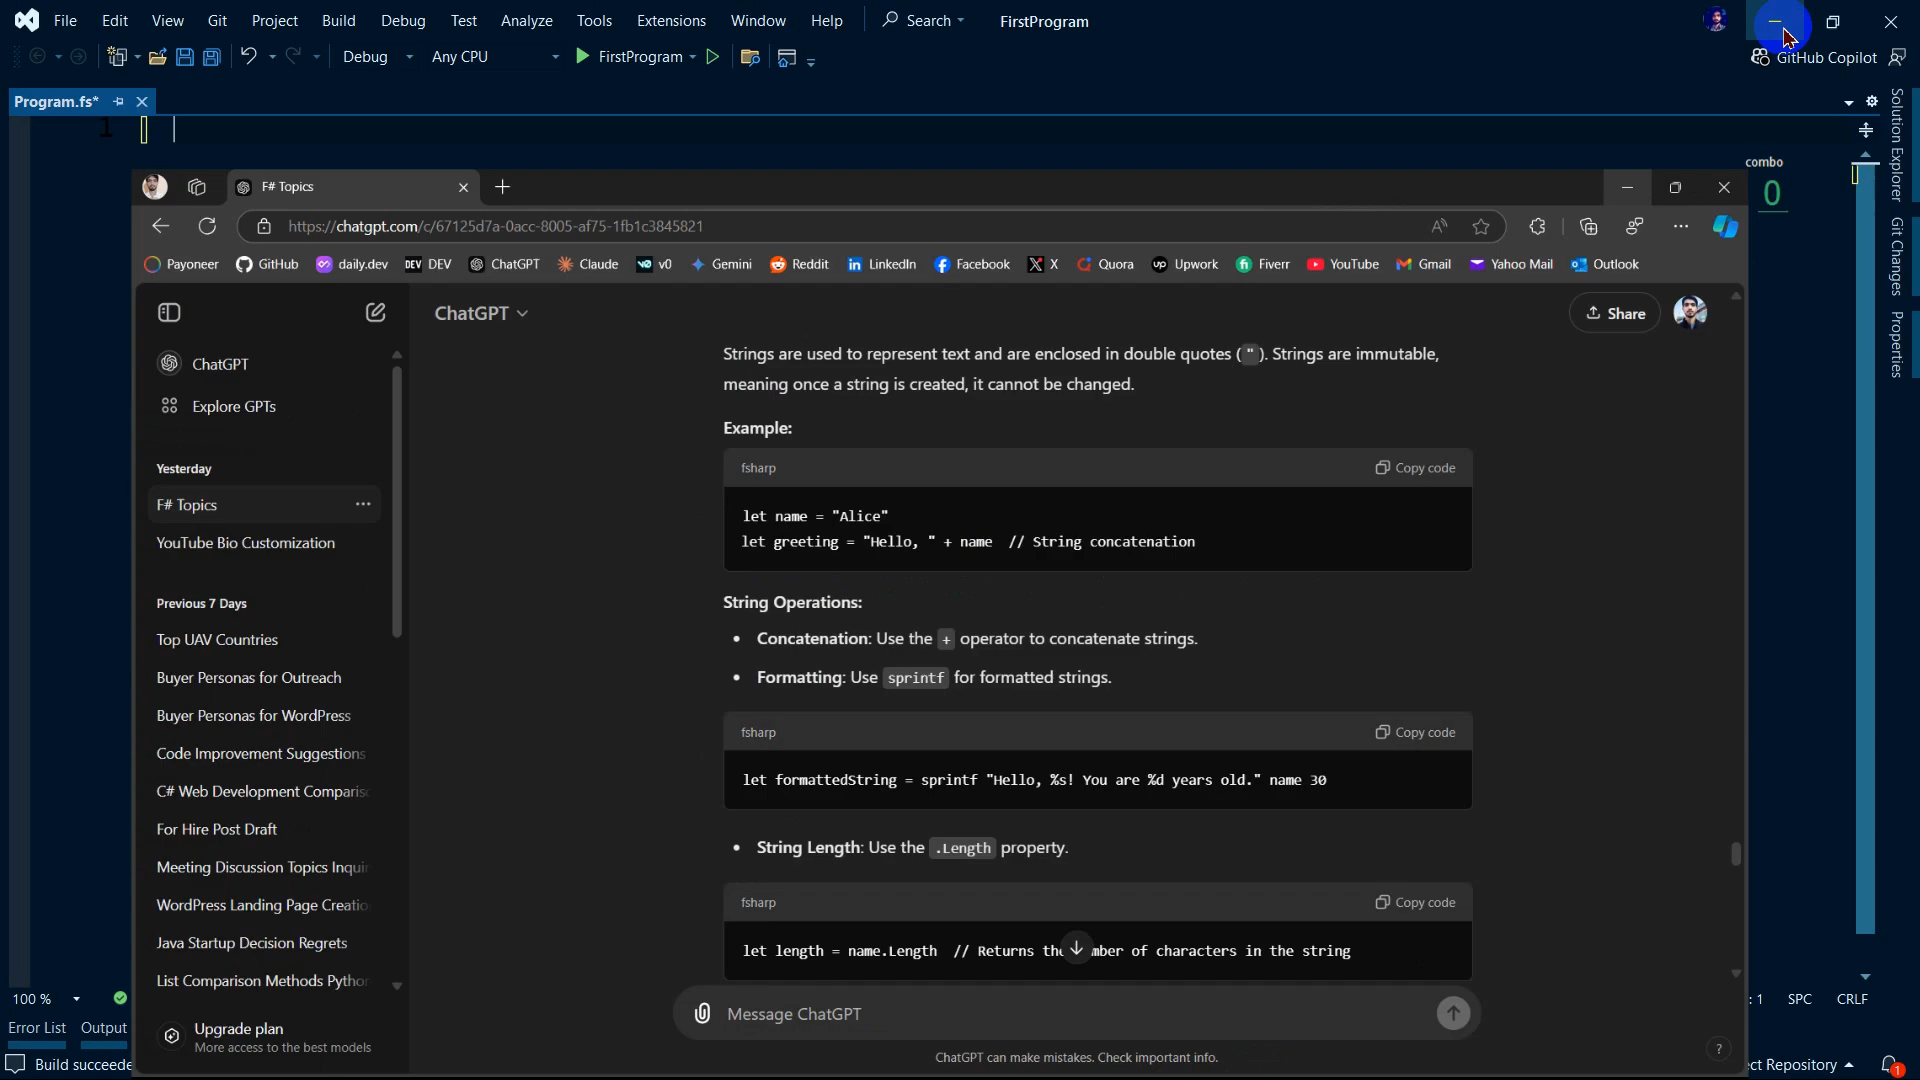 File Edit View Git Project Build Debug Test Analyze Tools Extensions Window Help Search FirstProgram
Debug Any CPU FirstProgram GitHub Copilot
Program.fs*
1
combo
0
Solution Explorer
Git Changes
Properties
F# Topics
https://chatgpt.com/c/67125d7a-0acc-8005-af75-1fb1c3845821
Payoneer GitHub daily.dev DEV DEV ChatGPT Claude v0 Gemini Reddit LinkedIn Facebook X Quora Upwork Fiverr YouTube Gmail Yahoo Mail Outlook
ChatGPT
Share
ChatGPT
Explore GPTs
Yesterday
F# Topics
YouTube Bio Customization
Previous 7 Days
Top UAV Countries
Buyer Personas for Outreach
Buyer Personas for WordPress
Code Improvement Suggestions
C# Web Development Comparis
For Hire Post Draft
Meeting Discussion Topics Inqui
WordPress Landing Page Creatio
Java Startup Decision Regrets
List Comparison Methods Pytho
Upgrade plan
More access to the best models
Strings are used to represent text and are enclosed in double quotes ( " ). Strings are immutable,
meaning once a string is created, it cannot be changed.
Example:
fsharp
Copy code
let name = "Alice"
let greeting = "Hello, " + name // String concatenation
String Operations:
• Concatenation: Use the + operator to concatenate strings.
• Formatting: Use sprintf for formatted strings.
fsharp
Copy code
let formattedString = sprintf "Hello, %s! You are %d years old." name 30
• String Length: Use the .Length property.
fsharp
Copy code
let length = name.Length // Returns the mber of characters in the string
Message ChatGPT
ChatGPT can make mistakes. Check important info.
?
100 %
: 1 SPC CRLF
Error List Output
Build succeede
ct Repository
1